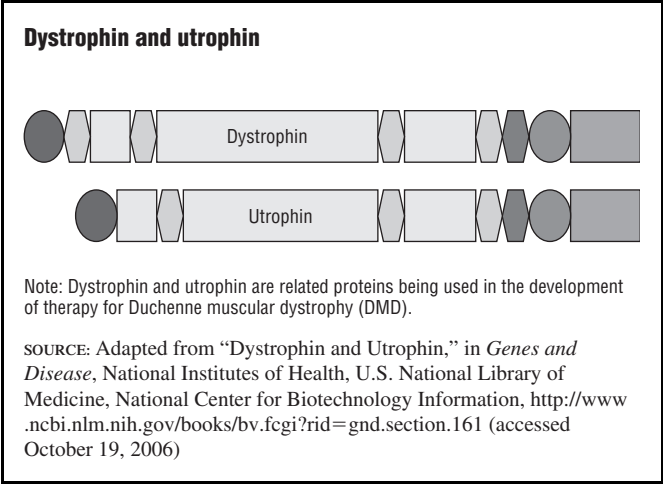 Dystrophin and utrophin
Dystrophin
Utrophin
Note: Dystrophin and utrophin are related proteins being used in the development
of therapy for Duchenne muscular dystrophy (DMD).
SOURCE: Adapted from “Dystrophin and Utrophin,” in Genes and
Disease, National Institutes of Health, U.S. National Library of
Medicine, National Center for Biotechnology Information, http://www
.ncbi.nlm.nih.gov/books/bv.fcgi?rid=gnd.section.161 (accessed
October 19, 2006)